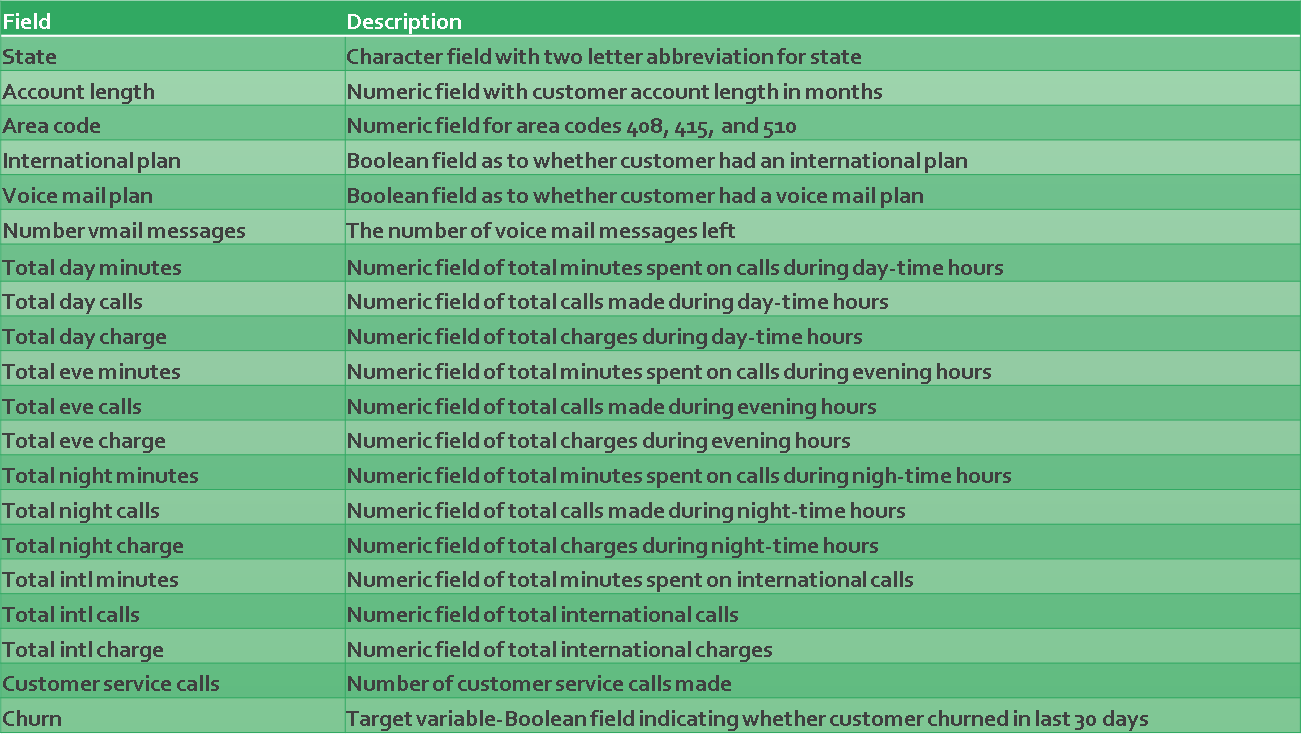 Field Description
State Character field with two letter abbreviation for state
Account length Numeric field with customer account length in months
Area code Numeric field for area codes 408, 415, and 510
International plan Boolean field as to whether customer had an international plan
Voice mail plan Boolean field as to whether customer had a voice mail plan
Number vmail messages The number of voice mail messages left
Total day minutes Numeric field of total minutes spent on calls during day-time hours
Total day calls Numeric field of total calls made during day-time hours
Total day charge Numeric field of total charges during day-time hours
Total eve minutes Numeric field of total minutes spent on calls during evening hours
Total eve calls Numeric field of total calls made during evening hours
Total eve charge Numeric field of total charges during evening hours
Total night minutes Numeric field of total minutes spent on calls during nigh-time hours
Total night calls Numeric field of total calls made during night-time hours
Total night charge Numeric field of total charges during night-time hours
Total intl minutes Numeric field of total minutes spent on international calls
Total intl calls Numeric field of total international calls
Total intl charge Numeric field of total international charges
Customer service calls Number of customer service calls made
Churn Target variable-Boolean field indicating whether customer churned in last 30 days